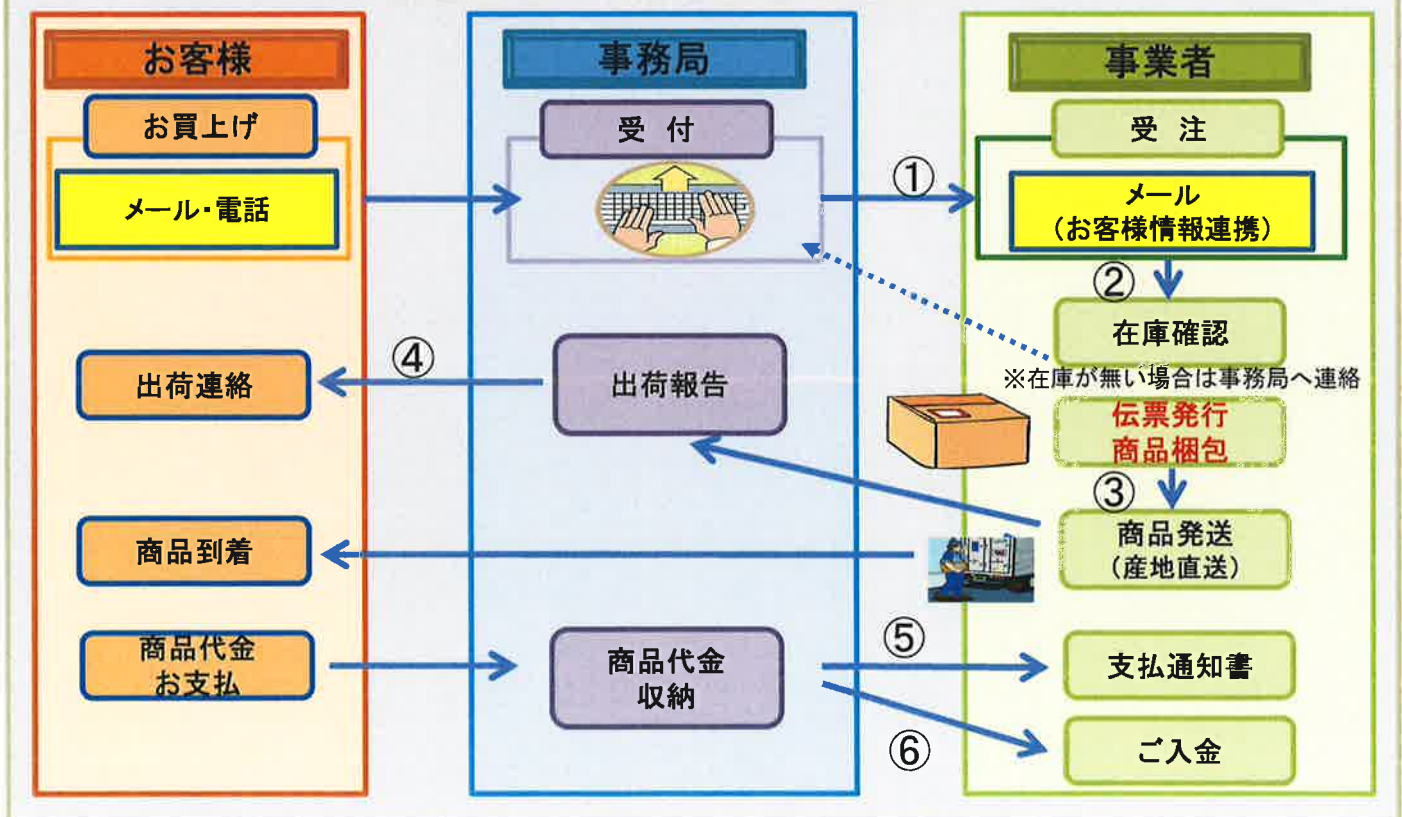 お客様
事務局
事業者
お買上げ
受 付
受 注
メール・電話
①
メール
（お客様情報連携）
②
在庫確認
※在庫が無い場合は事務局へ連絡
出荷連絡
④
出荷報告
伝票発行
商品梱包
③
商品到着
商品発送
（産地直送）
商品代金
お支払
商品代金
収納
⑤
支払通知書
⑥
ご入金